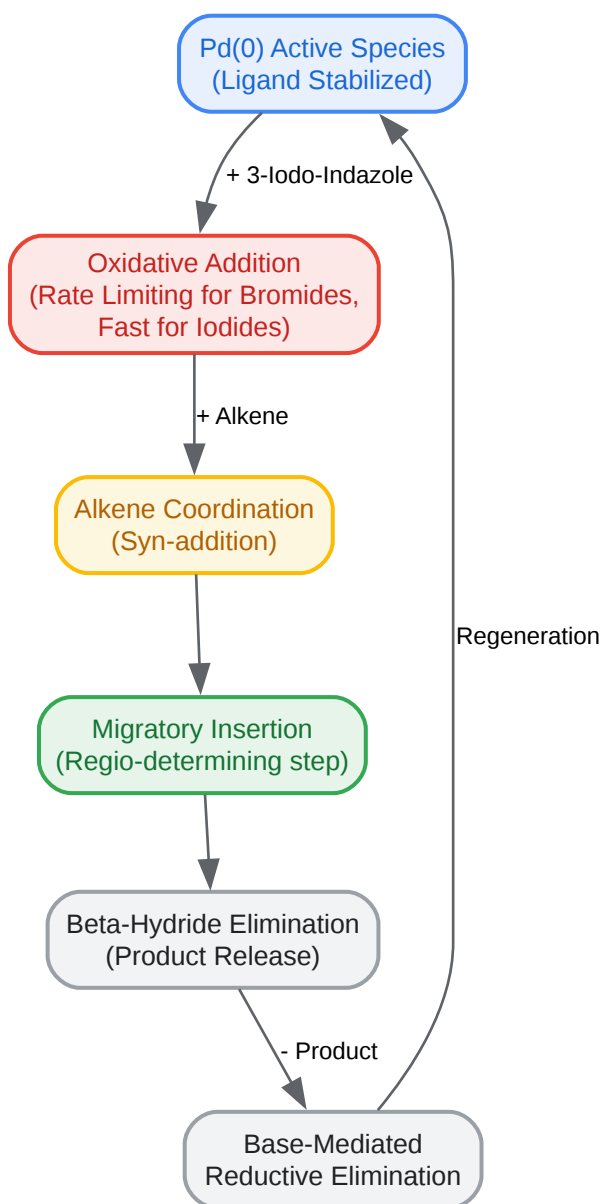 Pd(0) Active Species
(Ligand Stabilized)
+ 3-Iodo-Indazole
Oxidative Addition
(Rate Limiting for Bromides,
Fast for Iodides)
+ Alkene
Alkene Coordination
(Syn-addition)
Regeneration
Migratory Insertion
(Regio-determining step)
Beta-Hydride Elimination
(Product Release)
- Product
Base-Mediated
Reductive Elimination